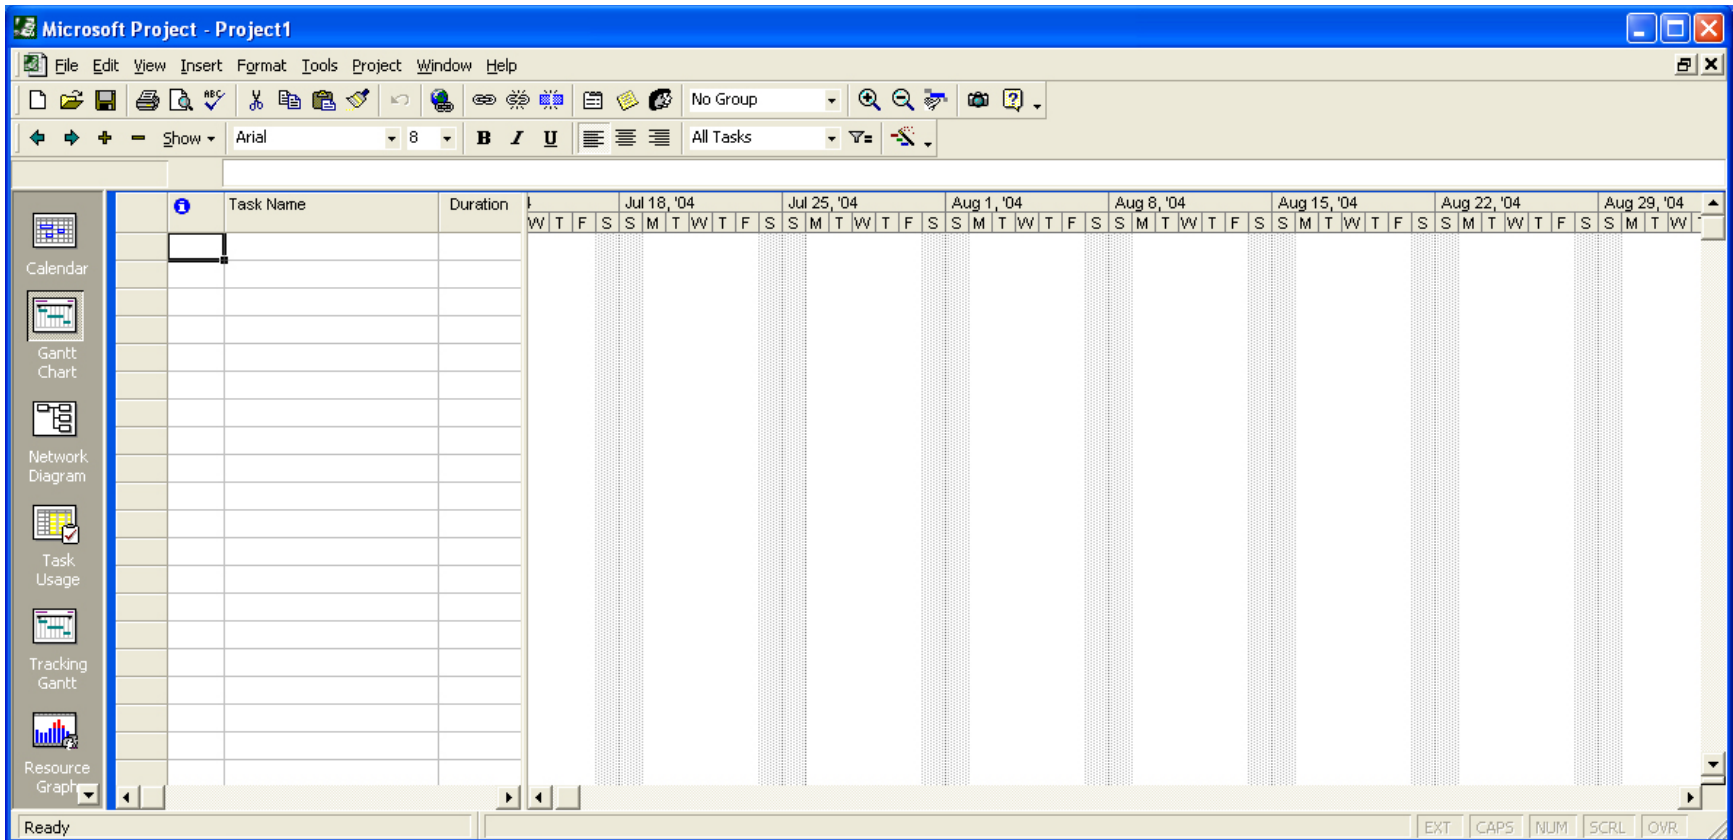 Microsoft Project - Project1
File Edit View Insert Format Tools Project Window Help
ABC No Group
Show Arial 8 B I U All Tasks
Task Name Duration 4 Jul 18, '04 Jul 25, '04 Aug 1, '04 Aug 8, '04 Aug 15, '04 Aug 22, '04 Aug 29, '04
W T F S S M T W T F S S M T W T F S S M T W T F S S M T W T F S S M T W T F S S M T W T F S S M T W
Calendar
Gantt
Chart
Network
Diagram
Task
Usage
Tracking
Gantt
Resource
Graph
Ready EXT CAPS NUM SCRL OVR